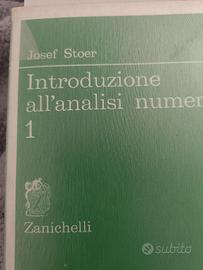 Josef Stoer
Introduzione
all'analisi numer
1
Zanichelli
subito